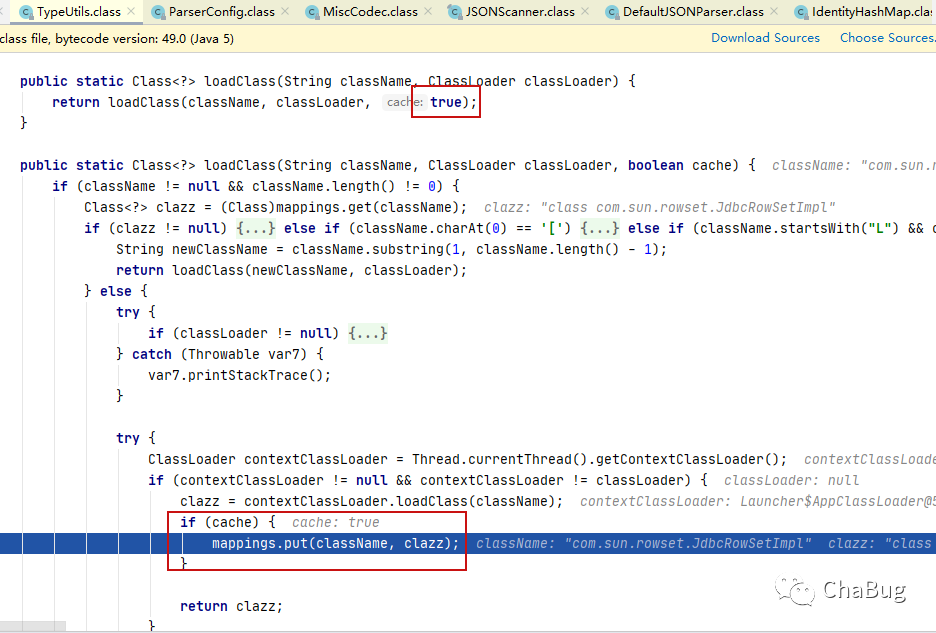 TypeUtils.class ParserConfig.class MiscCodec.class JSONScanner.class DefaultJSONParser.class IdentityHashMap.cla
class file, bytecode version: 49.0 (Java 5) Download Sources Choose Sources.
public static Class<?> loadClass(String className, ClassLoader classLoader) {
return loadClass(className, classLoader, cache: true);
}
public static Class<?> loadClass(String className, ClassLoader classLoader, boolean cache) { className: "com.sun.r
if (className != null && className.length() != 0) {
Class<?> clazz = (Class)mappings.get(className); clazz: "class com.sun.rowset.JdbcRowSetImpl"
if (clazz != null) {...} else if (className.charAt(0) == '[') {...} else if (className.startsWith("L") && c
String newClassName = className.substring(1, className.length() - 1);
return loadClass(newClassName, classLoader);
} else {
try {
if (classLoader != null) {...}
} catch (Throwable var7) {
var7.printStackTrace();
}
try {
ClassLoader contextClassLoader = Thread.currentThread().getContextClassLoader(); contextClassLoade
if (contextClassLoader != null && contextClassLoader != classLoader) { classLoader: null
clazz = contextClassLoader.loadClass(className); contextClassLoader: Launcher$AppClassLoader@5
if (cache) { cache: true
mappings.put(className, clazz); className: "com.sun.rowset.JdbcRowSetImpl" clazz: "class
}
return clazz;
}
ChaBug